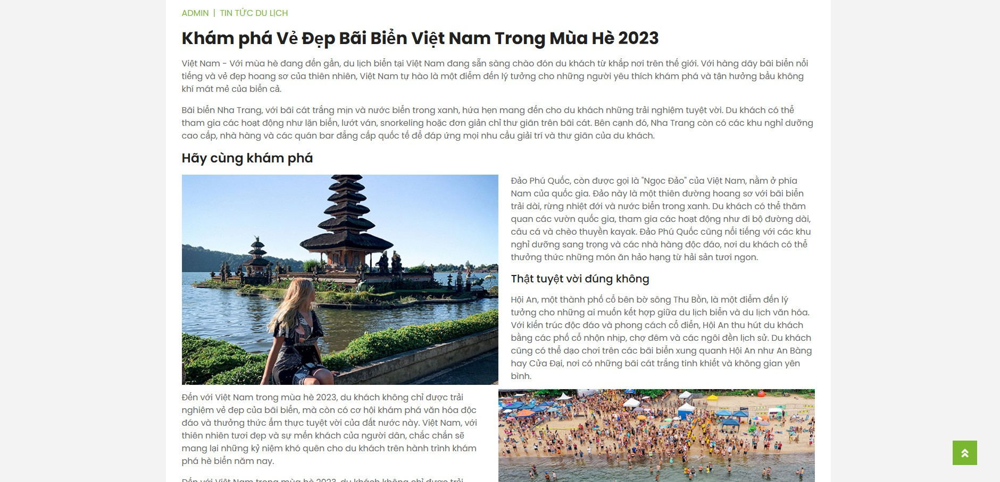 ADMIN | TIN TỨC DU LỊCH
Khám phá Vẻ Đẹp Bãi Biển Việt Nam Trong Mùa Hè 2023
Việt Nam - Với mùa hè đang đến gần, du lịch biển tại Việt Nam đang sẵn sàng chào đón du khách từ khắp nơi trên thế giới. Với hàng dãy bãi biển nổi
tiếng và vẻ đẹp hoang sơ của thiên nhiên, Việt Nam tự hào là một điểm đến lý tưởng cho những người yêu thích khám phá và tận hưởng bầu không
khí mát mẻ của biển cả.
Bãi biển Nha Trang, với bãi cát trắng mịn và nước biển trong xanh, hứa hẹn mang đến cho du khách những trải nghiệm tuyệt vời. Du khách có thể
tham gia các hoạt động như lặn biển, lướt ván, snorkeling hoặc đơn giản chỉ thư giãn trên bãi cát. Bên cạnh đó, Nha Trang còn có các khu nghỉ dưỡng
cao cấp, nhà hàng và các quán bar đẳng cấp quốc tế để đáp ứng mọi nhu cầu giải trí và thư giãn của du khách.
Hãy cùng khám phá
Đảo Phú Quốc, còn được gọi là "Ngọc Đảo" của Việt Nam, nằm ở phía
Nam của quốc gia. Đảo này là một thiên đường hoang sơ với bãi biển
trải dài, rừng nhiệt đới và nước biển trong xanh. Du khách có thể thăm
quan các vườn quốc gia, tham gia các hoạt động như đi bộ đường dài,
câu cá và chèo thuyền kayak. Đảo Phú Quốc cũng nổi tiếng với các khu
nghỉ dưỡng sang trọng và các nhà hàng độc đáo, nơi du khách có thể
thưởng thức những món ăn hảo hạng từ hải sản tươi ngon.
Thật tuyệt vời đúng không
Hội An, một thành phố cổ bên bờ sông Thu Bồn, là một điểm đến lý
tưởng cho những ai muốn kết hợp giữa du lịch biển và du lịch văn hóa.
Với kiến trúc độc đáo và phong cách cổ điển, Hội An thu hút du khách
bằng các phố cổ nhộn nhịp, chợ đêm và các ngôi đền lịch sử. Du khách
cũng có thể dạo chơi trên các bãi biển xung quanh Hội An như An Bàng
hay Cửa Đại, nơi có những bãi cát trắng tinh khiết và không gian yên
bình.
Đến với Việt Nam trong mùa hè 2023, du khách không chỉ được trải
nghiệm vẻ đẹp của bãi biển, mà còn có cơ hội khám phá văn hóa độc
đáo và thưởng thức ẩm thực tuyệt vời của đất nước này. Việt Nam, với
thiên nhiên tươi đẹp và sự mến khách của người dân, chắc chắn sẽ
mang lại những kỷ niệm khó quên cho du khách trên hành trình khám
phá hè biển năm nay.
Đến với Việt Nam trong mùa hè 2023, du khách không chỉ được trải